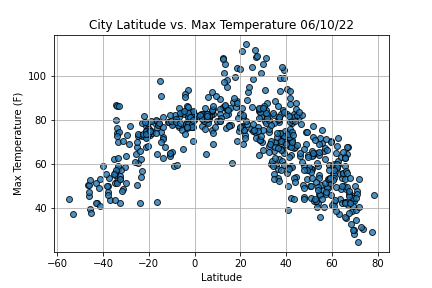 City Latitude vs. Max Temperature 06/10/22
Max Temperature (F)
100
80
60
40
−60 −40 −20 0 20 40 60 80
Latitude